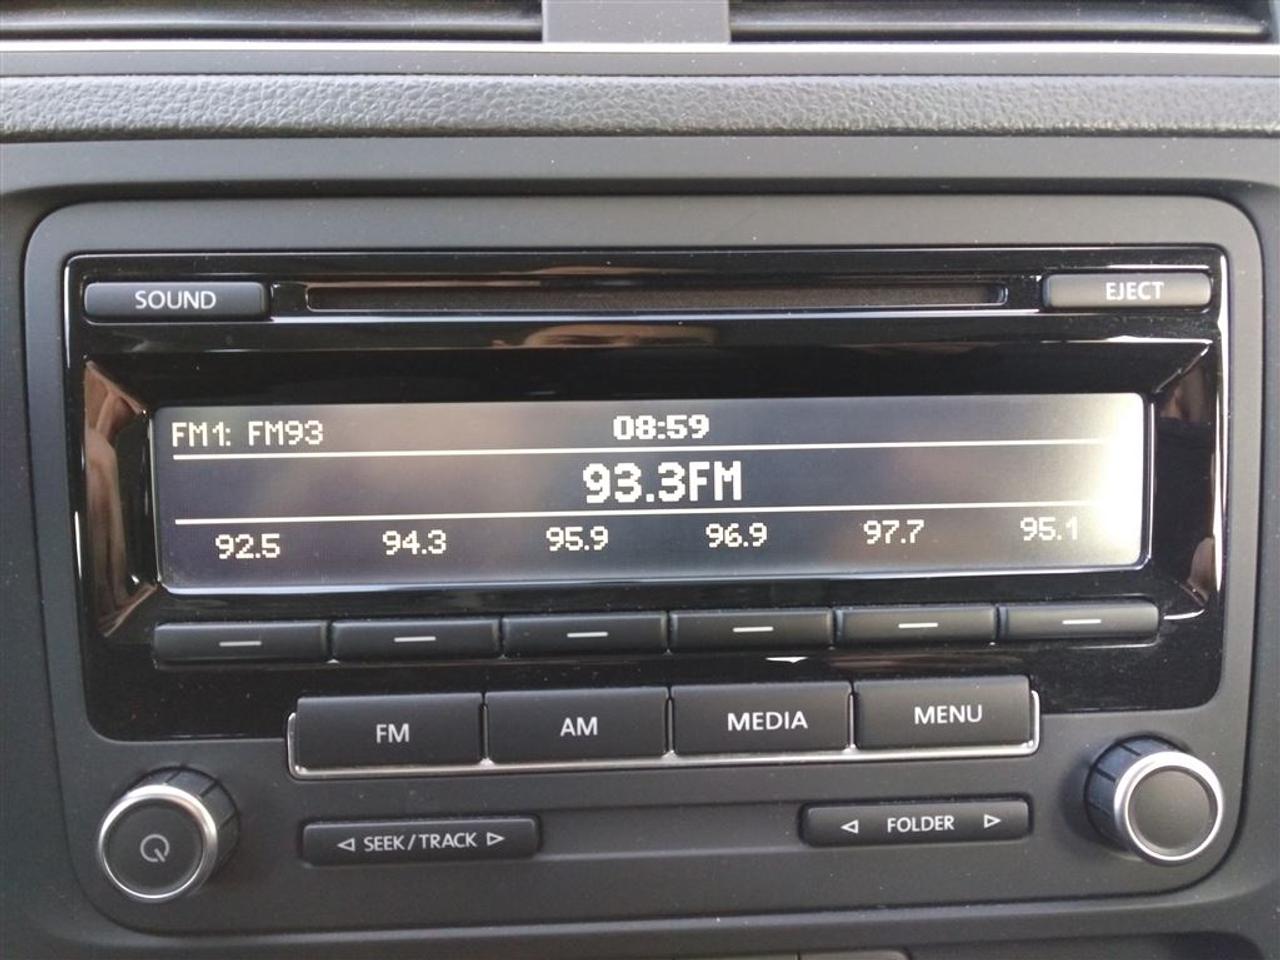 SOUND EJECT
FM1: FM93 08:59
93.3FM
92.5 94.3 95.9 96.9 97.7 95.1
FM AM MEDIA MENU
◁ SEEK/TRACK ▷ ◁ FOLDER ▷